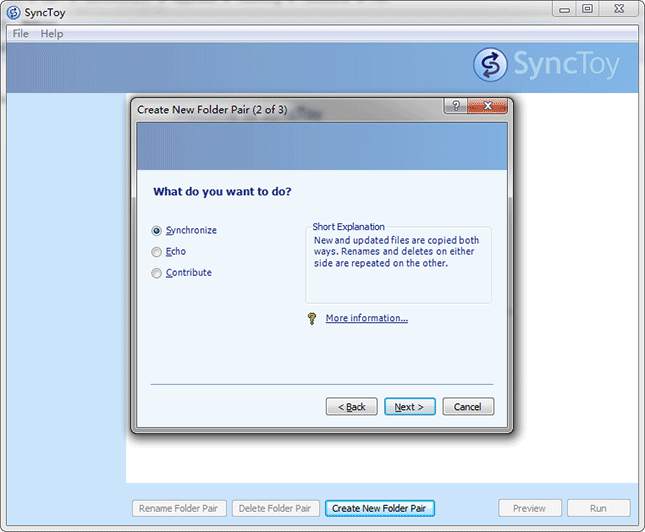 SyncToy
File Help
SyncToy
Create New Folder Pair (2 of 3)
What do you want to do?
Synchronize
Echo
Contribute
Short Explanation
New and updated files are copied both
ways. Renames and deletes on either
side are repeated on the other.
More information...
< Back Next > Cancel
Rename Folder Pair Delete Folder Pair Create New Folder Pair Preview Run